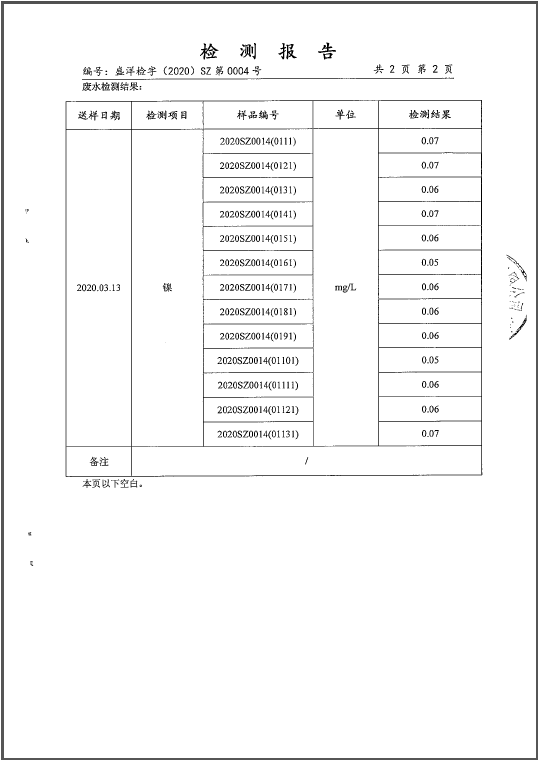 检 测 报 告
编号：盛洋检字（2020）SZ 第 0004 号 共 2 页 第 2 页
废水检测结果：
送样日期 检测项目 样品编号 单位 检测结果
2020SZ0014(0111) 0.07
2020SZ0014(0121) 0.07
2020SZ0014(0131) 0.06
2020SZ0014(0141) 0.07
2020SZ0014(0151) 0.06
2020SZ0014(0161) 0.05
2020.03.13 镍 2020SZ0014(0171) mg/L 0.06
2020SZ0014(0181) 0.06
2020SZ0014(0191) 0.06
2020SZ0014(01101) 0.05
2020SZ0014(01111) 0.06
2020SZ0014(01121) 0.06
2020SZ0014(01131) 0.07
备注 /
本页以下空白。